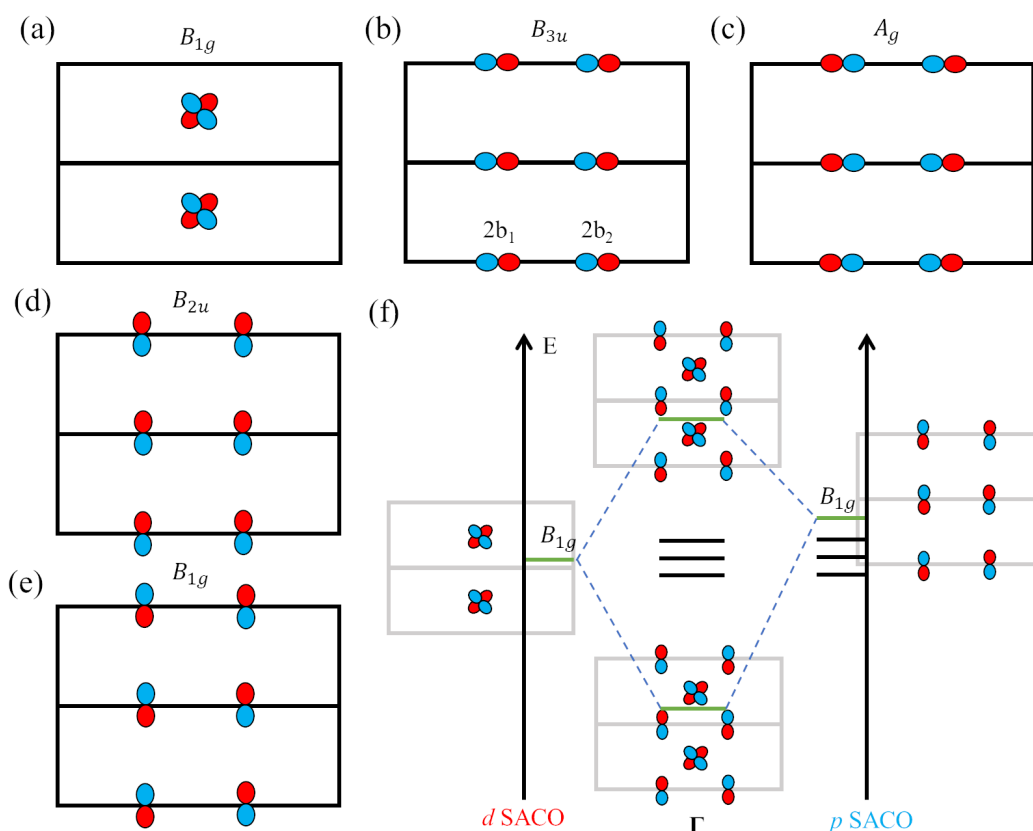 (a)
B₁g
(b)
B₃u
2b₁ 2b₂
(c)
Ag
(d)
B₂u
(e)
B₁g
(f)
E
B₁g
B₁g
d SACO
Γ
p SACO